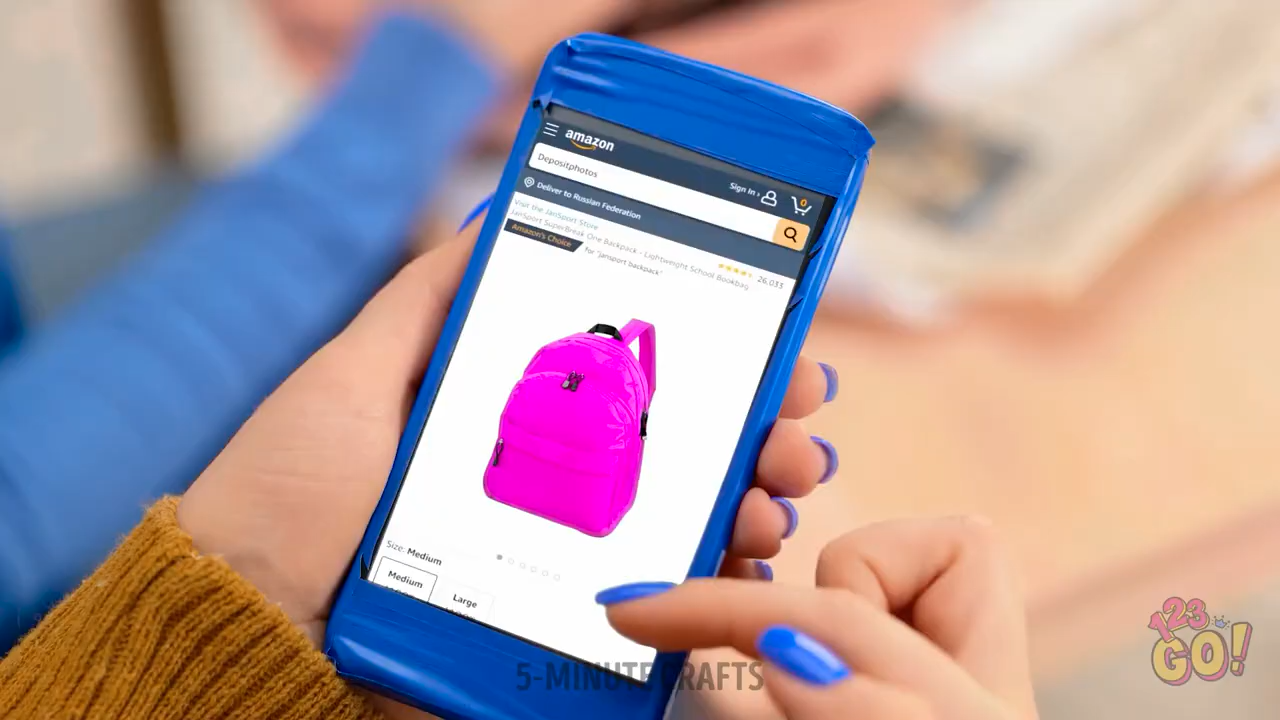 amazon
Depositphotos
Sign In ›
0
Deliver to Russian Federation
Visit the JanSport Store
JanSport SuperBreak One Backpack - Lightweight School Bookbag
26,033
Amazon's Choice
for "jansport backpack"
Size: Medium
Medium
Large
5-MINUTE CRAFTS
123
GO!